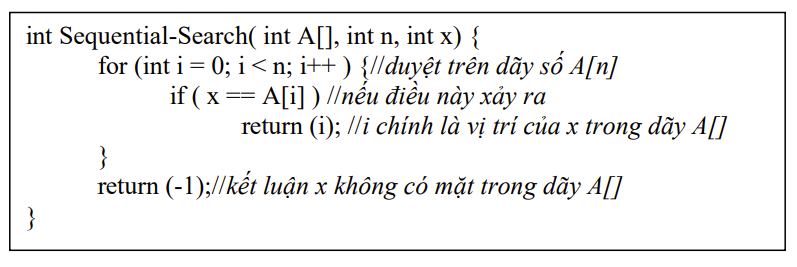 int Sequential-Search( int A[], int n, int x) {
for (int i = 0; i < n; i++ ) {//duyệt trên dãy số A[n]
if ( x == A[i] ) //nếu điều này xảy ra
return (i); //i chính là vị trí của x trong dãy A[]
}
return (-1);//kết luận x không có mặt trong dãy A[]
}